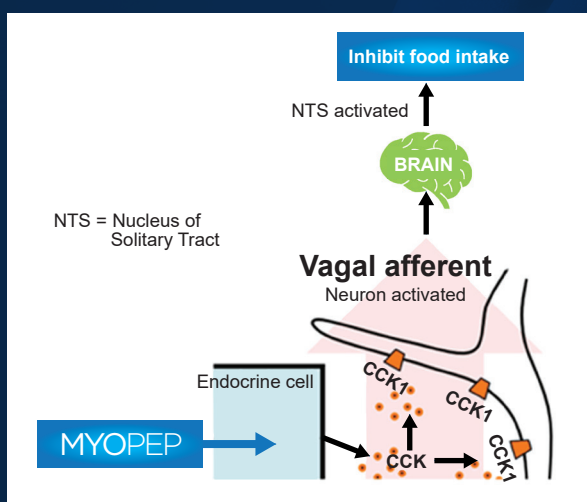 Inhibit food intake
NTS activated
BRAIN
NTS = Nucleus of
Solitary Tract
Vagal afferent
Neuron activated
Endocrine cell
CCK1
CCK1
CCK1
MYOPEP
CCK